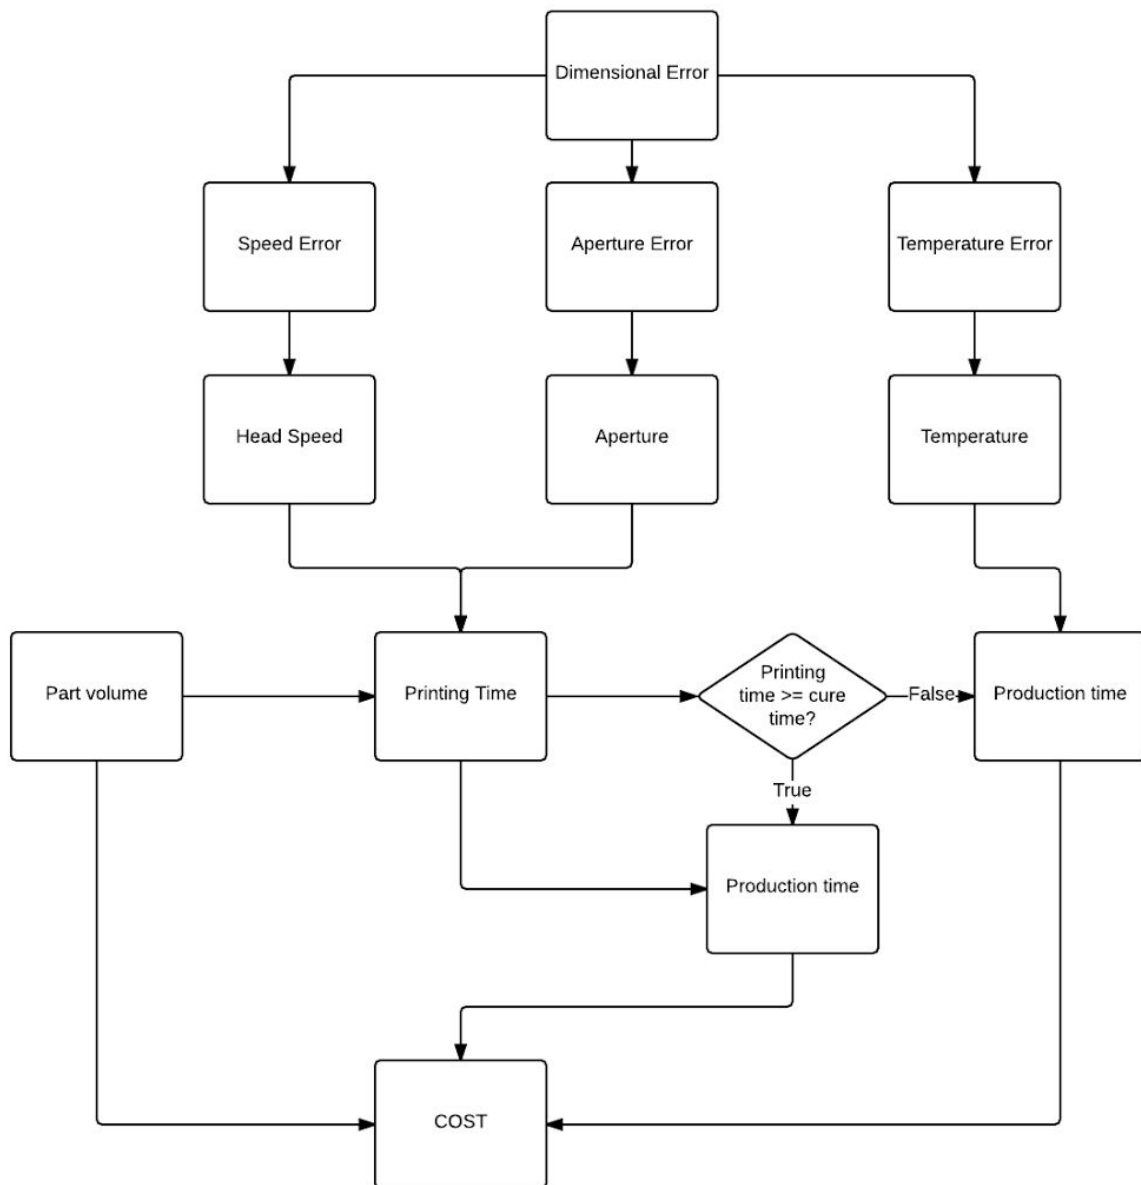 Dimensional Error
Speed Error
Aperture Error
Temperature Error
Head Speed
Aperture
Temperature
Part volume
Printing Time
Printing
time >= cure
time?
False
Production time
True
Production time
COST